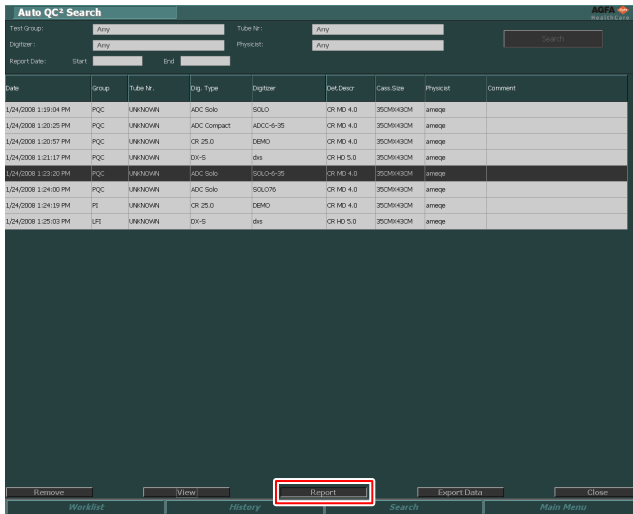 Auto QC² Search
AGFA
HealthCare
Test Group: Any Tube Nr: Any
Search
Digitizer: Any Physicist: Any
Report Date: Start End
Date Group Tube Nr. Dig. Type Digitizer Det.Descr Cass.Size Physicist Comment
1/24/2008 1:19:04 PM PQC UNKNOWN ADC Solo SOLO CR MD 4.0 35CMX43CM ameqe
1/24/2008 1:20:25 PM PQC UNKNOWN ADC Compact ADCC-6-35 CR MD 4.0 35CMX43CM ameqe
1/24/2008 1:20:57 PM PQC UNKNOWN CR 25.0 DEMO CR MD 4.0 35CMX43CM ameqe
1/24/2008 1:21:17 PM PQC UNKNOWN DX-S dxs CR HD 5.0 35CMX43CM ameqe
1/24/2008 1:23:20 PM PQC UNKNOWN ADC Solo SOLO-6-35 CR MD 4.0 35CMX43CM ameqe
1/24/2008 1:24:00 PM PQC UNKNOWN ADC Solo SOLO76 CR MD 4.0 35CMX43CM ameqe
1/24/2008 1:24:19 PM PI UNKNOWN CR 25.0 DEMO CR MD 4.0 35CMX43CM ameqe
1/24/2008 1:25:03 PM LFI UNKNOWN DX-S dxs CR HD 5.0 35CMX43CM ameqe
Remove View Report Export Data Close
Worklist History Search Main Menu